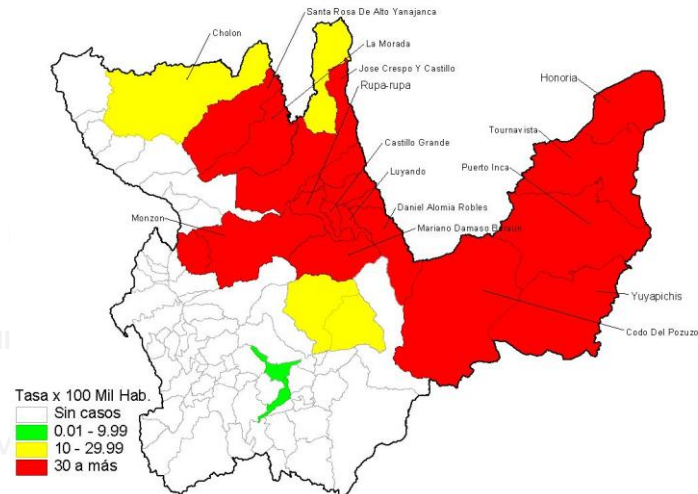 Santa Rosa De Alto Yanajanca
Cholon
La Morada
Jose Crespo Y Castillo
Rupa-rupa
Honoria
Tournavista
Castillo Grande
Puerto Inca
Luyando
Daniel Alomia Robles
Monzon
Mariano Damaso Beraun
Yuyapichis
Codo Del Pozuzo
Tasa x 100 Mil Hab.
Sin casos
0.01 - 9.99
10 - 29.99
30 a más